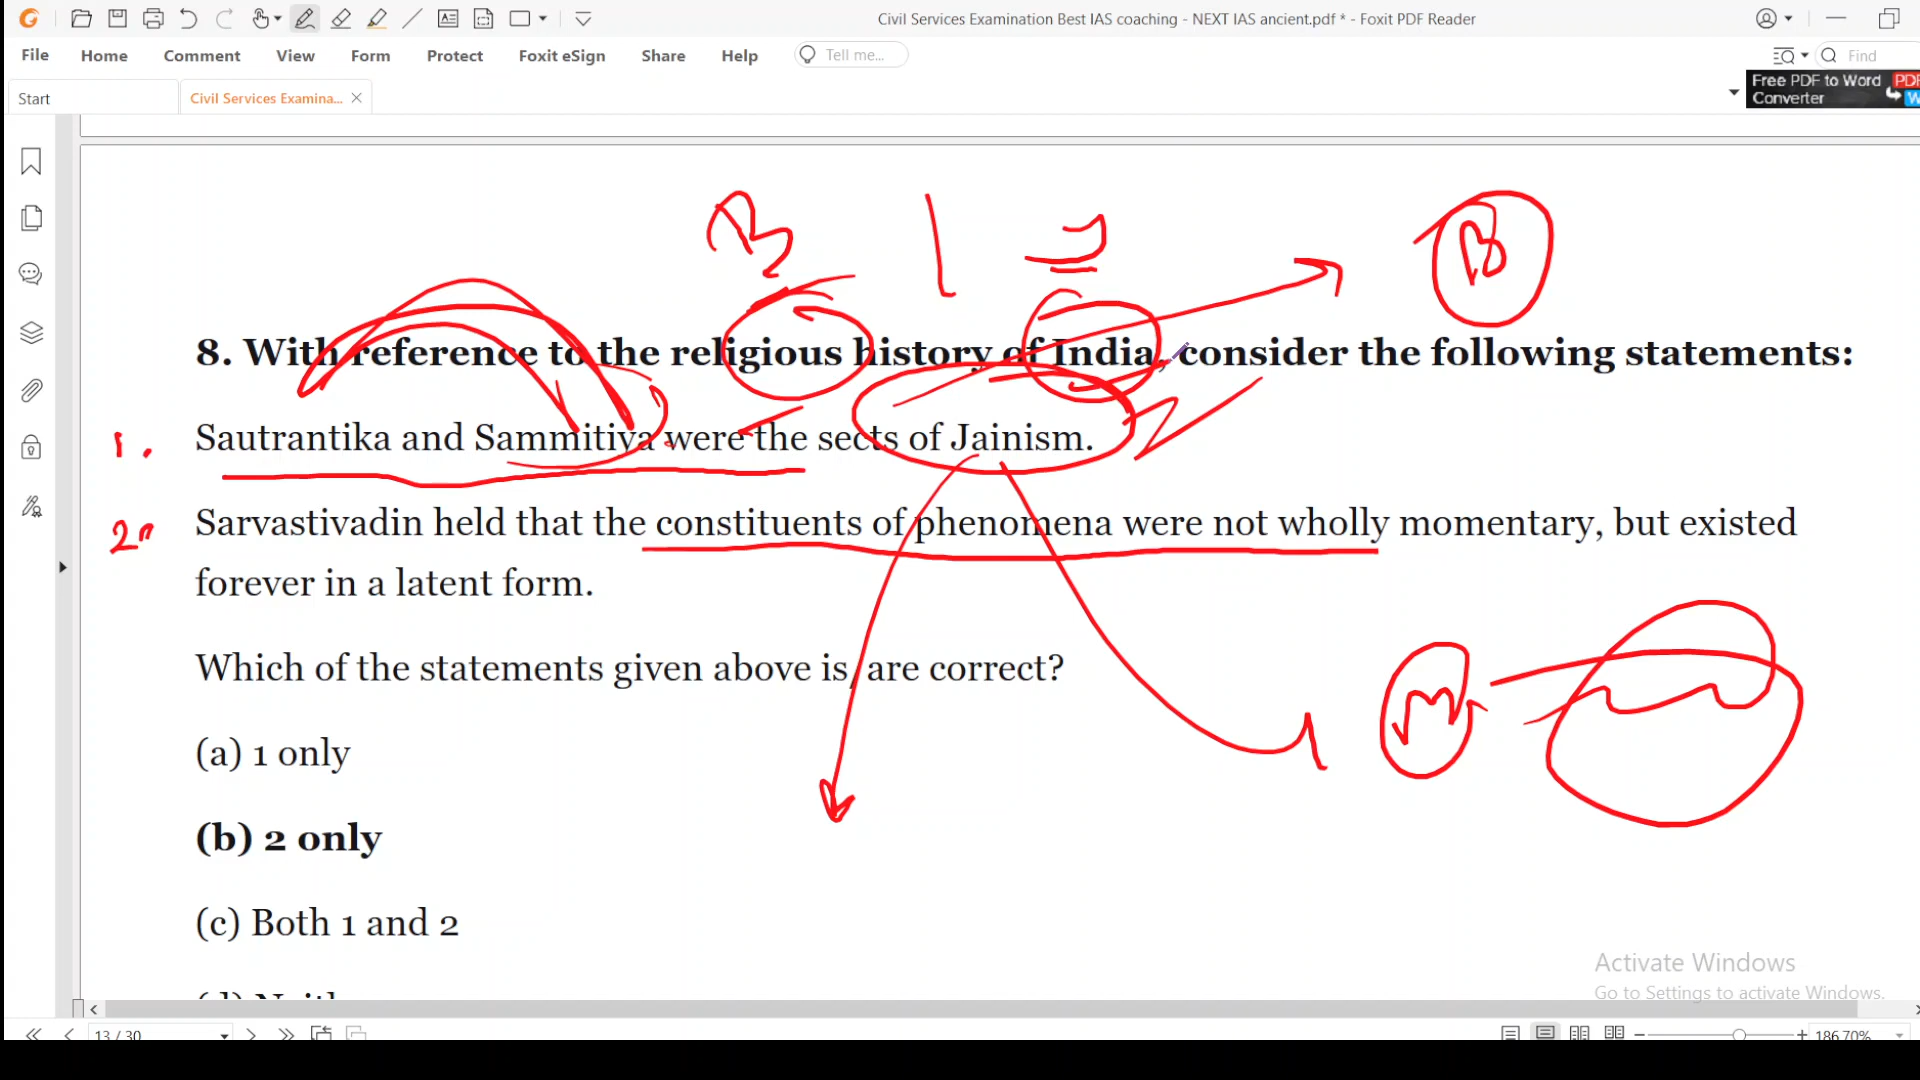 Civil Services Examination Best IAS coaching - NEXT IAS ancient.pdf * - Foxit PDF Reader
File Home Comment View Form Protect Foxit eSign Share Help Tell me... Find
Start Civil Services Examina...
Free PDF to Word PDF
Converter W
B 1 B
8. With reference to the religious history of India, consider the following statements:
1. Sautrantika and Sammitiya were the sects of Jainism.
2. Sarvastivadin held that the constituents of phenomena were not wholly momentary, but existed
forever in a latent form.
Which of the statements given above is, are correct?
M
(a) 1 only
(b) 2 only
(c) Both 1 and 2
Activate Windows
Go to Settings to activate Windows.
13 / 30 186.70%